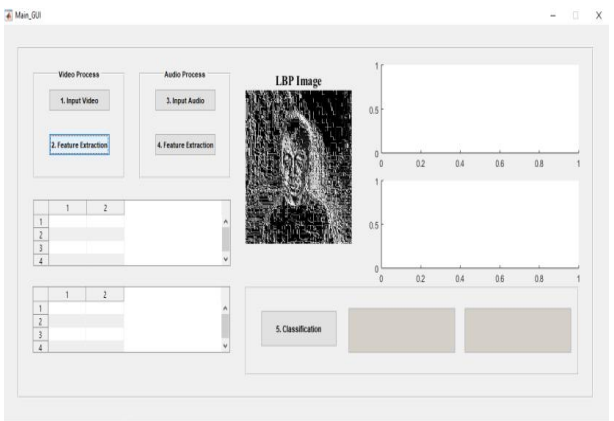 Main_GUI
Video Process
1. Input Video
2. Feature Extraction
Audio Process
3. Input Audio
4. Feature Extraction
LBP Image
1
0.5
0
0 0.2 0.4 0.6 0.8 1
1
0.5
0
0 0.2 0.4 0.6 0.8 1
1 2
1
2
3
4
1 2
1
2
3
4
5. Classification